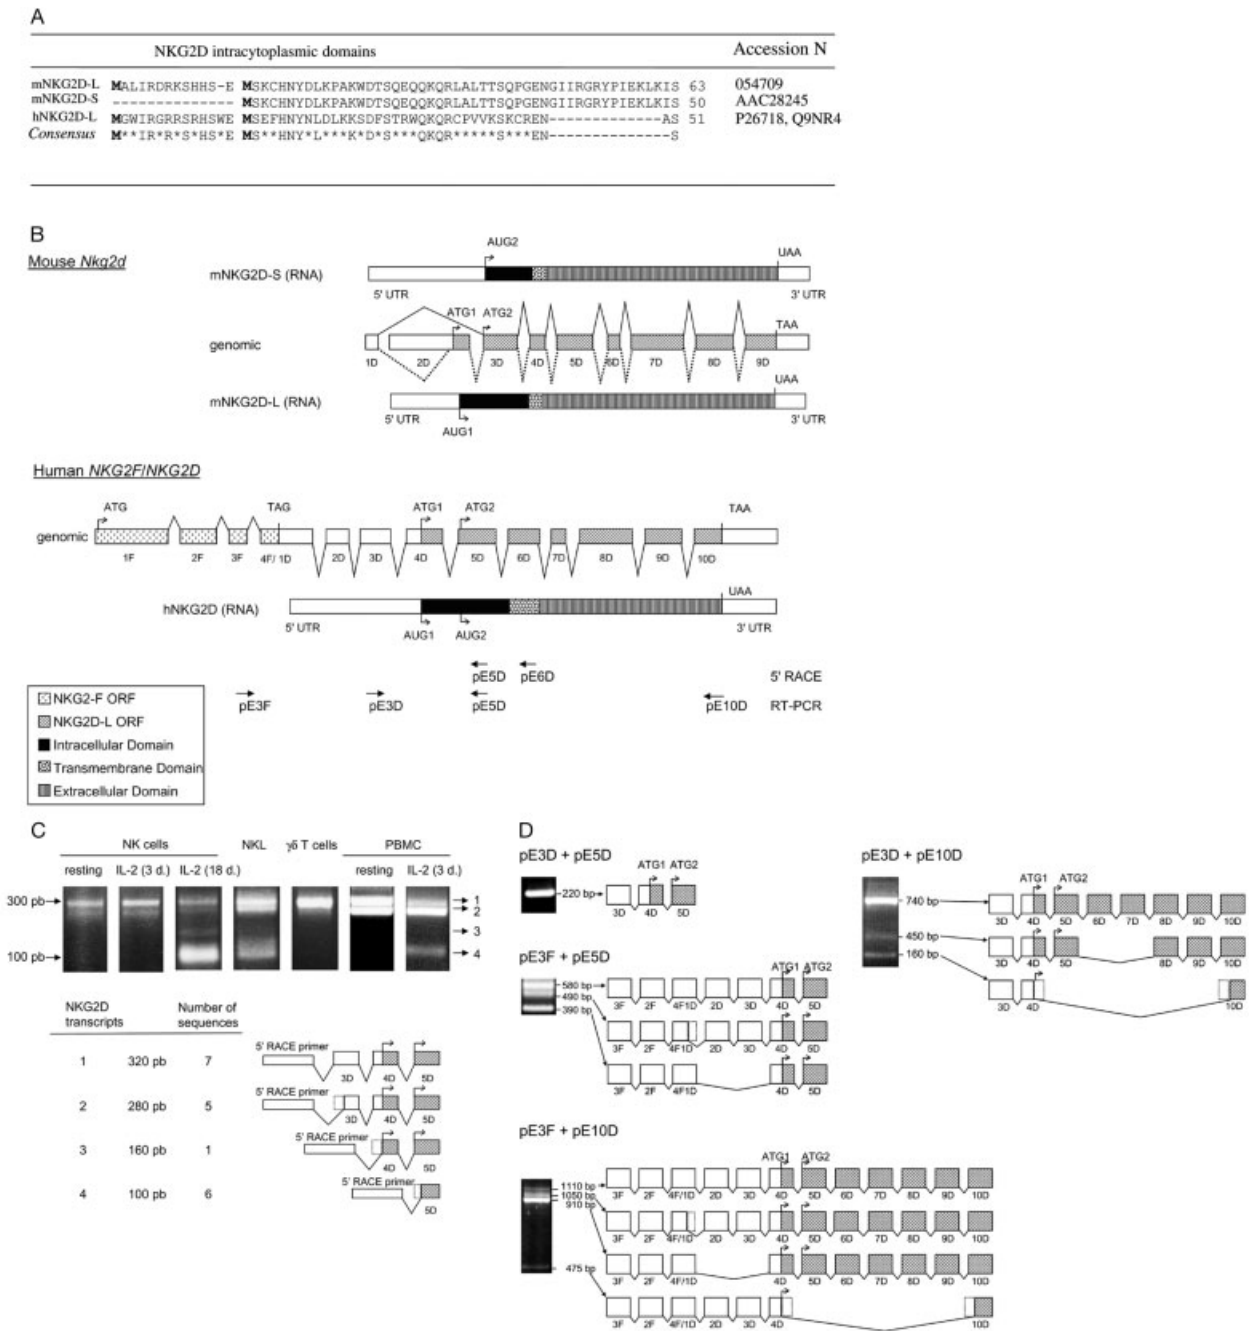 A
NKG2D intracytoplasmic domains Accession N
mNKG2D-L MALIRDRKSHHS-E MSKCHNYDLKPAKWDTSQEQQKQRLALTTSQPGENGIIRGRYPIEKLKIS 63 054709
mNKG2D-S -------------- MSKCHNYDLKPAKWDTSQEQQKQRLALTTSQPGENGIIRGRYPIEKLKIS 50 AAC28245
hNKG2D-L MGWIRGRRSRHSWE MSEFHNYNLDLKKSDFSTRWQKQRCPVVKSKCREN-------------AS 51 P26718, Q9NR4
Consensus M**IR*R*S*HS*E MS**HNY*L***K*D*S***QKQR*****S***EN--------------S
B
Mouse Nkg2d
AUG2
UAA
mNKG2D-S (RNA)
5' UTR 3' UTR
ATG1 ATG2 TAA
genomic
1D 2D 3D 4D 5D 6D 7D 8D 9D
UAA
mNKG2D-L (RNA)
5' UTR 3' UTR
AUG1
Human NKG2F/NKG2D
ATG TAG ATG1 ATG2 TAA
genomic
1F 2F 3F 4F/ 1D 2D 3D 4D 5D 6D 7D 8D 9D 10D
UAA
hNKG2D (RNA)
5' UTR AUG1 AUG2 3' UTR
pE5D pE6D 5' RACE
pE3F pE3D pE5D pE10D RT-PCR
NKG2-F ORF
NKG2D-L ORF
Intracellular Domain
Transmembrane Domain
Extracellular Domain
C
NK cells NKL γδ T cells PBMC
resting IL-2 (3 d.) IL-2 (18 d.) resting IL-2 (3 d.)
300 pb 1
2
3
100 pb 4
NKG2D transcripts Number of sequences
1 320 pb 7
5' RACE primer
3D 4D 5D
2 280 pb 5
5' RACE primer
3D 4D 5D
3 160 pb 1
5' RACE primer
4D 5D
4 100 pb 6
5' RACE primer
5D
D
pE3D + pE5D
ATG1 ATG2
220 bp
3D 4D 5D
pE3F + pE5D
ATG1 ATG2
580 bp
490 bp
390 bp
3F 2F 4F1D 2D 3D 4D 5D
3F 2F 4F1D 2D 3D 4D 5D
3F 2F 4F/1D 4D 5D
pE3D + pE10D
ATG1 ATG2
740 bp
3D 4D 5D 6D 7D 8D 9D 10D
450 bp
160 bp
3D 4D 5D 8D 9D 10D
3D 4D 10D
pE3F + pE10D
ATG1 ATG2
1110 bp
1050 bp
910 bp
3F 2F 4F/1D 2D 3D 4D 5D 6D 7D 8D 9D 10D
3F 2F 4F/1D 2D 3D 4D 5D 6D 7D 8D 9D 10D
475 bp
3F 2F 4F/1D 4D 5D 6D 7D 8D 9D 10D
3F 2F 4F/1D 2D 3D 4D 10D